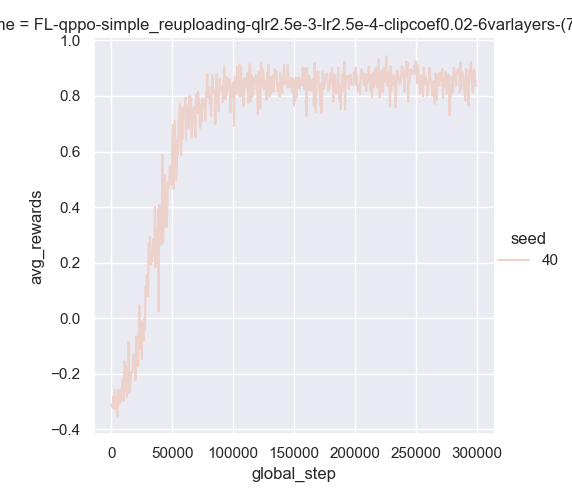 me = FL-qppo-simple_reuploading-qlr2.5e-3-lr2.5e-4-clipcoef0.02-6varlayers-(7
1.0
0.8
0.6
0.4
0.2
0.0
−0.2
−0.4
avg_rewards
0 50000 100000 150000 200000 250000 300000
global_step
seed
40